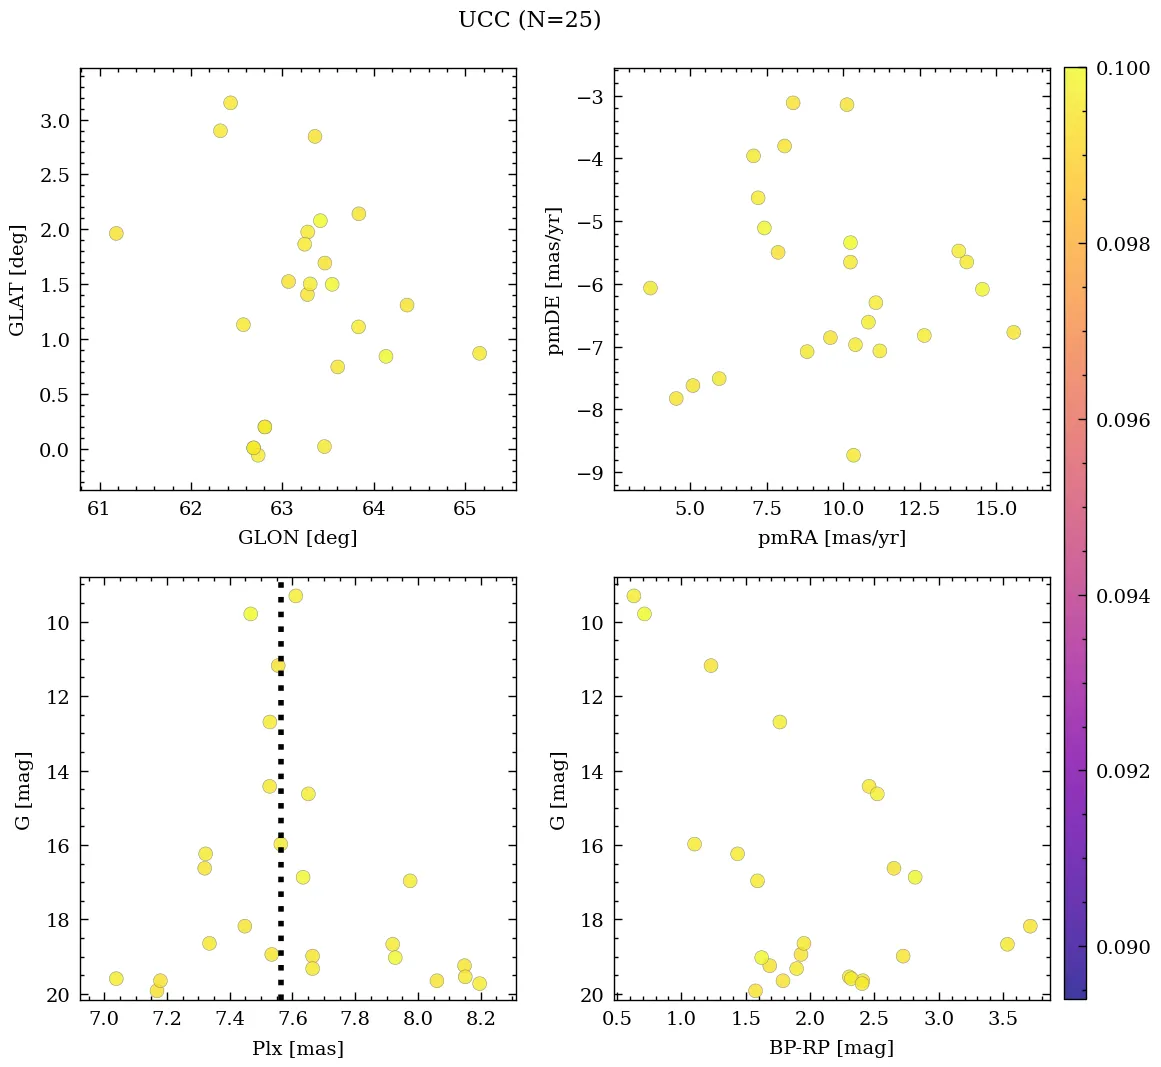 UCC (N=25)
3.0
2.5
2.0
1.5
1.0
0.5
0.0
GLAT [deg]
61 62 63 64 65
GLON [deg]
−3
−4
−5
−6
−7
−8
−9
pmDE [mas/yr]
5.0 7.5 10.0 12.5 15.0
pmRA [mas/yr]
10
12
14
16
18
20
G [mag]
7.0 7.2 7.4 7.6 7.8 8.0 8.2
Plx [mas]
10
12
14
16
18
20
G [mag]
0.5 1.0 1.5 2.0 2.5 3.0 3.5
BP-RP [mag]
0.100
0.098
0.096
0.094
0.092
0.090